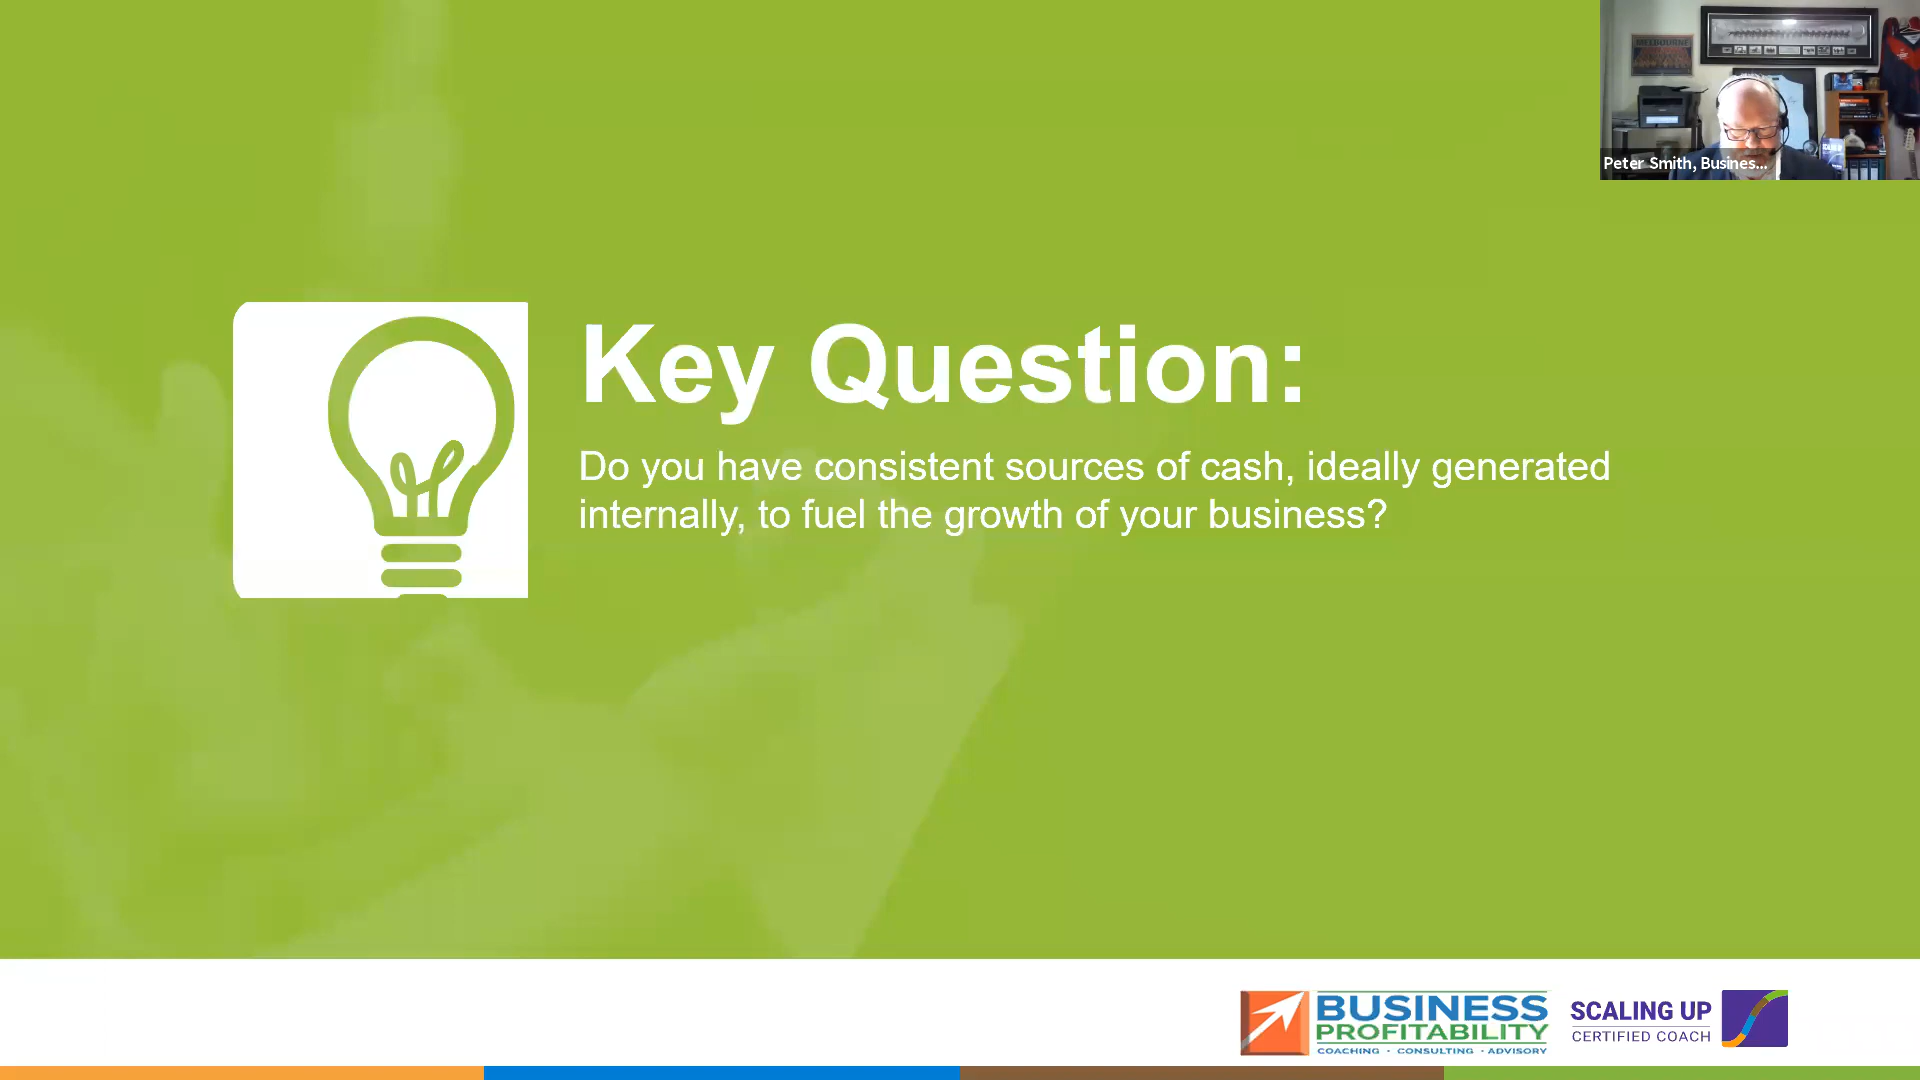 MELBOURNE
Peter Smith, Busines...
Key Question:
Do you have consistent sources of cash, ideally generated
internally, to fuel the growth of your business?
BUSINESS
PROFITABILITY
COACHING · CONSULTING · ADVISORY
SCALING UP
CERTIFIED COACH